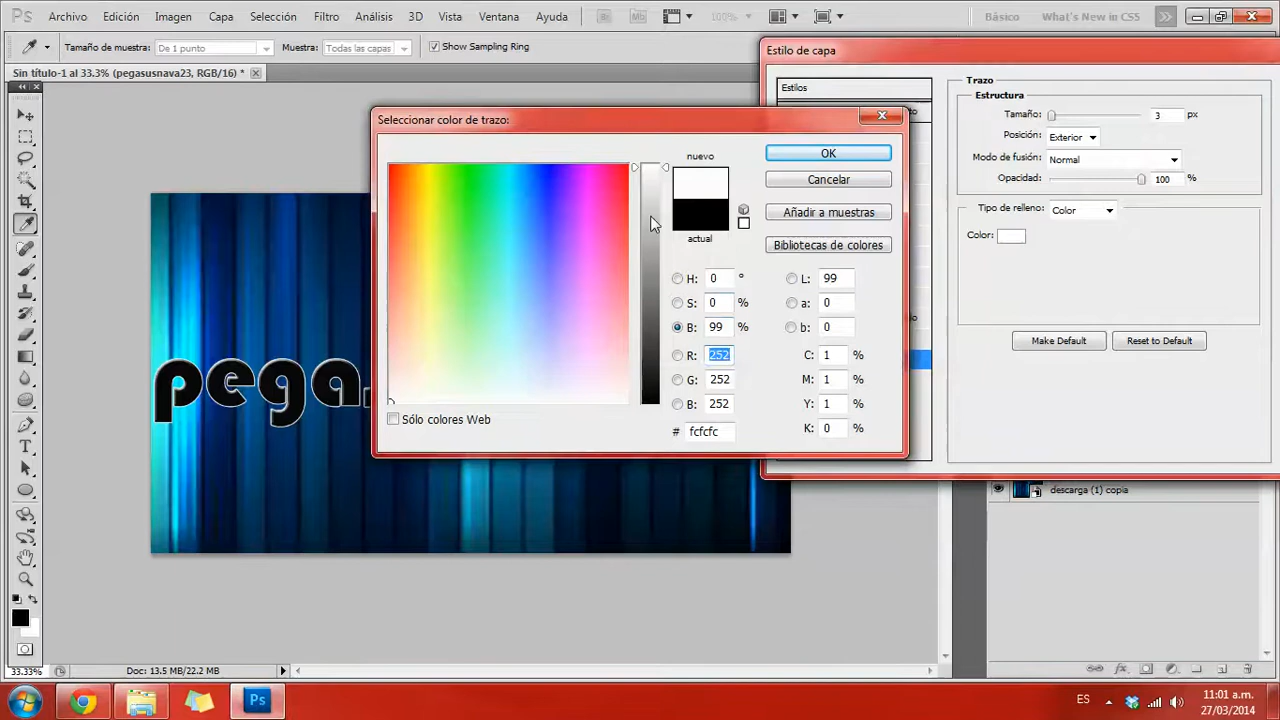 Ps Archivo Edición Imagen Capa Selección Filtro Análisis 3D Vista Ventana Ayuda Br Mb 100% Básico What's New in CS5
Tamaño de muestra: De 1 punto Muestra: Todas las capas Show Sampling Ring
Sin título-1 al 33.3% (pegasusnava23, RGB/16) *
Estilo de capa
Estilos
Trazo
Estructura
Tamaño: 3 px
Posición: Exterior
Modo de fusión: Normal
Opacidad: 100 %
Tipo de relleno: Color
Color:
Make Default Reset to Default
Seleccionar color de trazo:
nuevo
actual
OK
Cancelar
Añadir a muestras
Bibliotecas de colores
H: 0 °
S: 0 %
B: 99 %
R: 252
G: 252
B: 252
# fcfcfc
L: 99
a: 0
b: 0
C: 1 %
M: 1 %
Y: 1 %
K: 0 %
Sólo colores Web
pega
descarga (1) copia
33.33% Doc: 13.5 MB/22.2 MB
Ps
ES
11:01 a.m.
27/03/2014